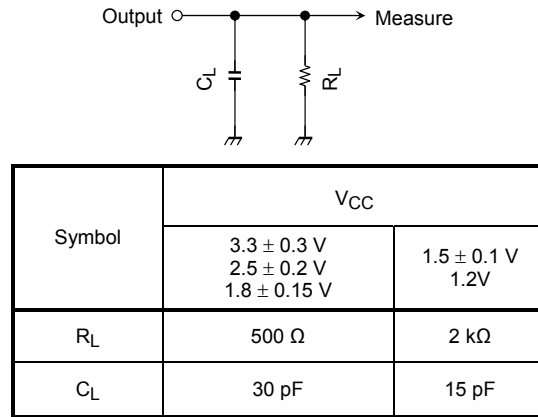 Output Measure
CL RL
Symbol VCC
3.3 ± 0.3 V
2.5 ± 0.2 V
1.8 ± 0.15 V
1.5 ± 0.1 V
1.2V
RL 500 Ω 2 kΩ
CL 30 pF 15 pF